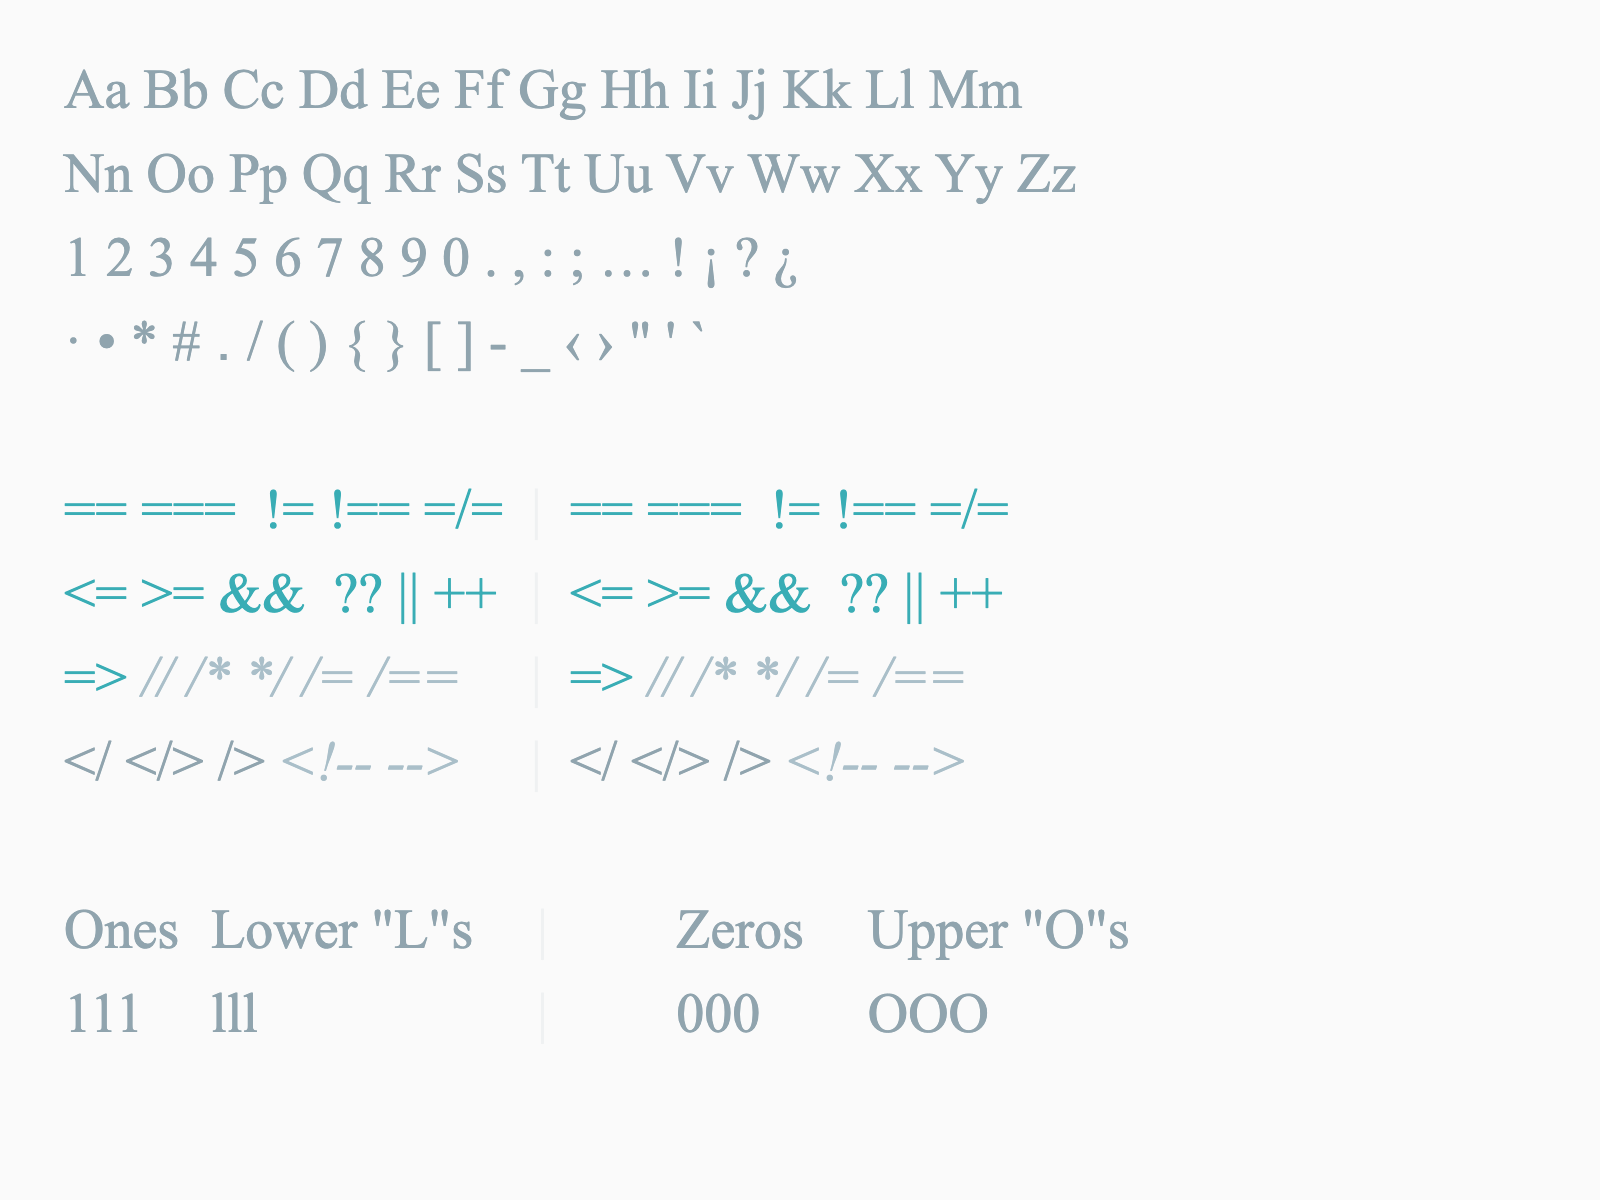 Aa Bb Cc Dd Ee Ff Gg Hh Ii Jj Kk Ll Mm
Nn Oo Pp Qq Rr Ss Tt Uu Vv Ww Xx Yy Zz
1 2 3 4 5 6 7 8 9 0 . , : ; … ! ¡ ? ¿
· • * # . / ( ) { } [ ] - _ ‹ › " ' `
== === != !== =/= | == === != !== =/=
<= >= && ?? || ++ | <= >= && ?? || ++
=> // /* */ /= /== | => // /* */ /= /==
</ </> /> <!-- --> | </ </> /> <!-- -->
Ones Lower "L"s | Zeros Upper "O"s
111 lll | 000 OOO